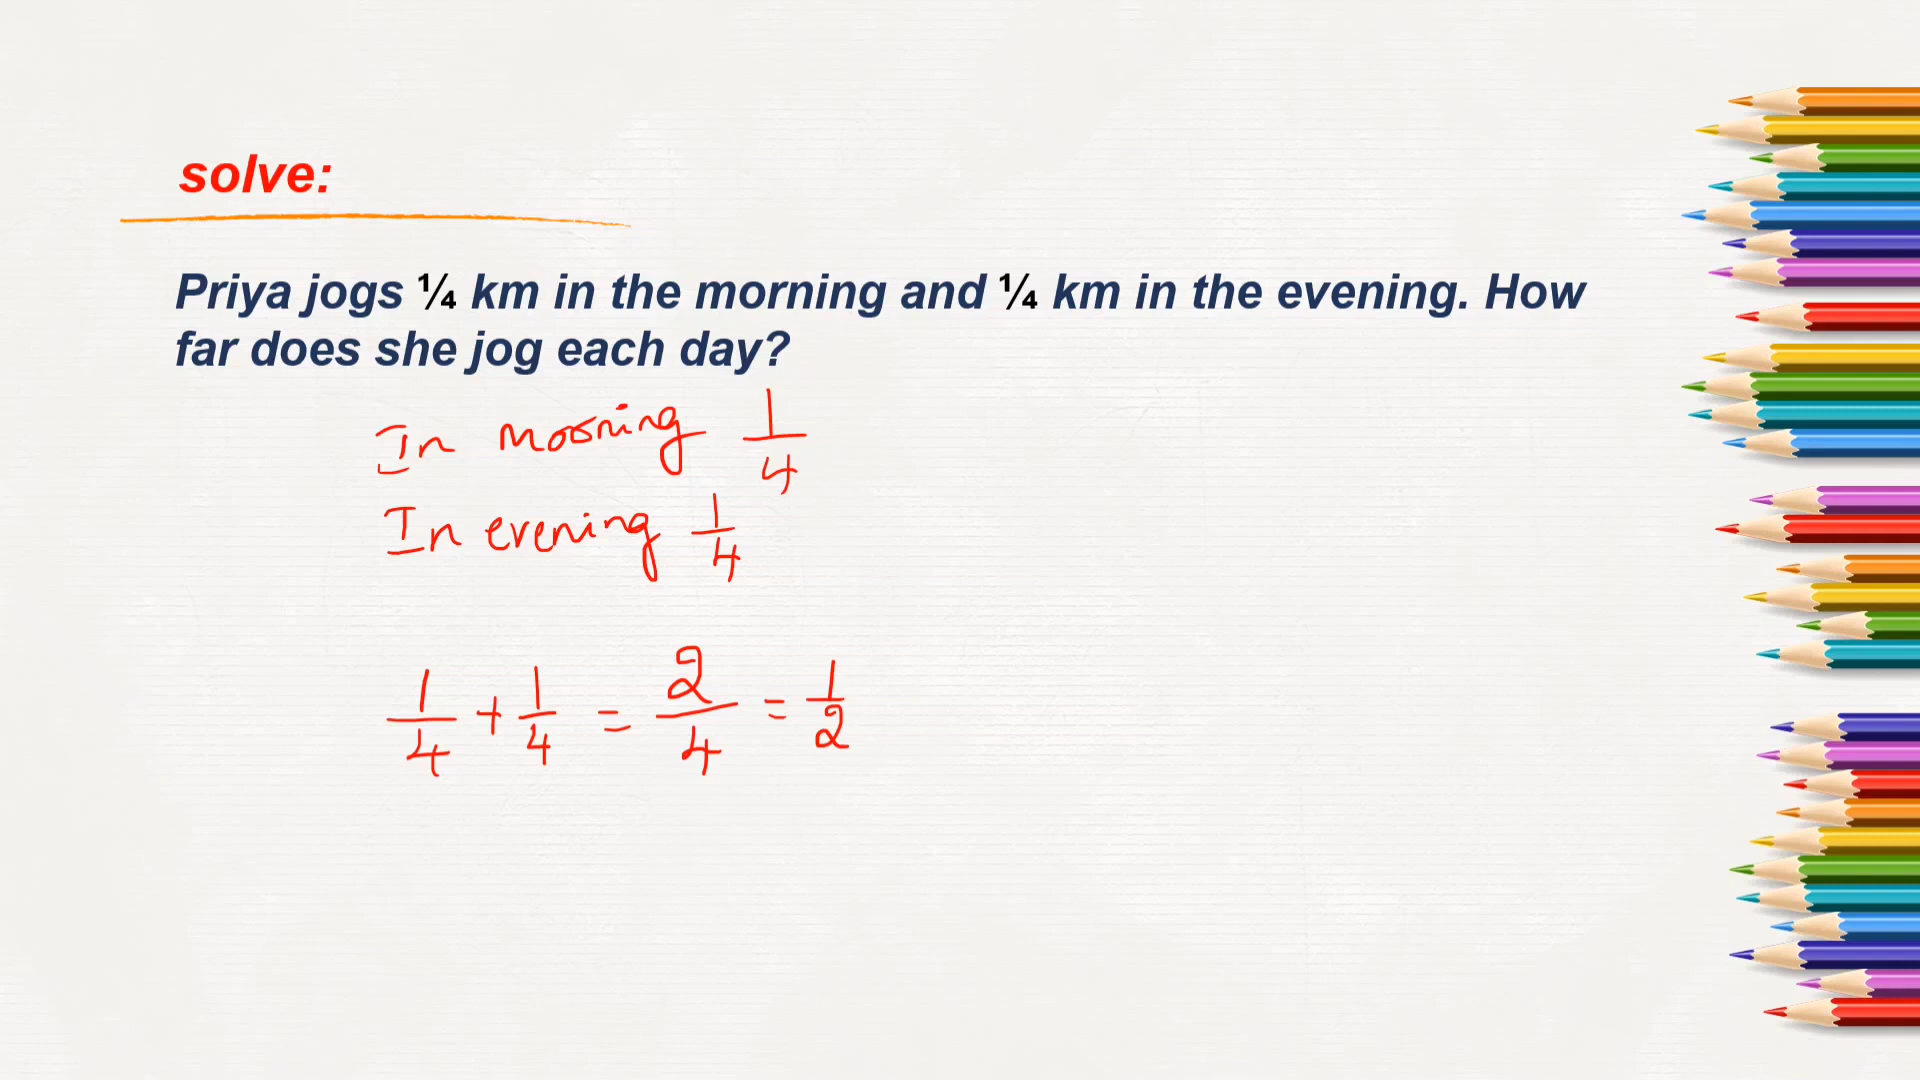 solve:
Priya jogs ¼ km in the morning and ¼ km in the evening. How
far does she jog each day?
In morning 1/4
In evening 1/4
1/4 + 1/4 = 2/4 = 1/2